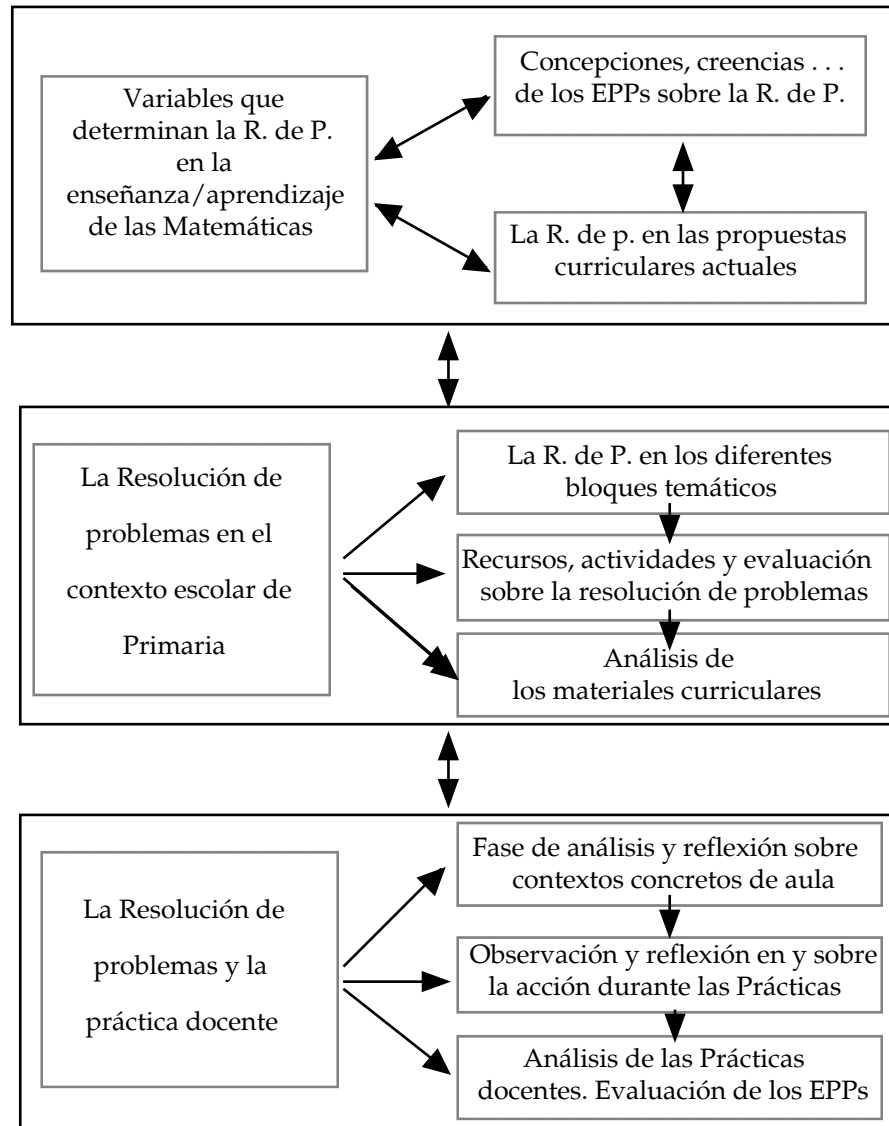 Variables que
determinan la R. de P.
en la
enseñanza/aprendizaje
de las Matemáticas
Concepciones, creencias . . .
de los EPPs sobre la R. de P.
La R. de p. en las propuestas
curriculares actuales
La Resolución de
problemas en el
contexto escolar de
Primaria
La R. de P. en los diferentes
bloques temáticos
Recursos, actividades y evaluación
sobre la resolución de problemas
Análisis de
los materiales curriculares
La Resolución de
problemas y la
práctica docente
Fase de análisis y reflexión sobre
contextos concretos de aula
Observación y reflexión en y sobre
la acción durante las Prácticas
Análisis de las Prácticas
docentes. Evaluación de los EPPs